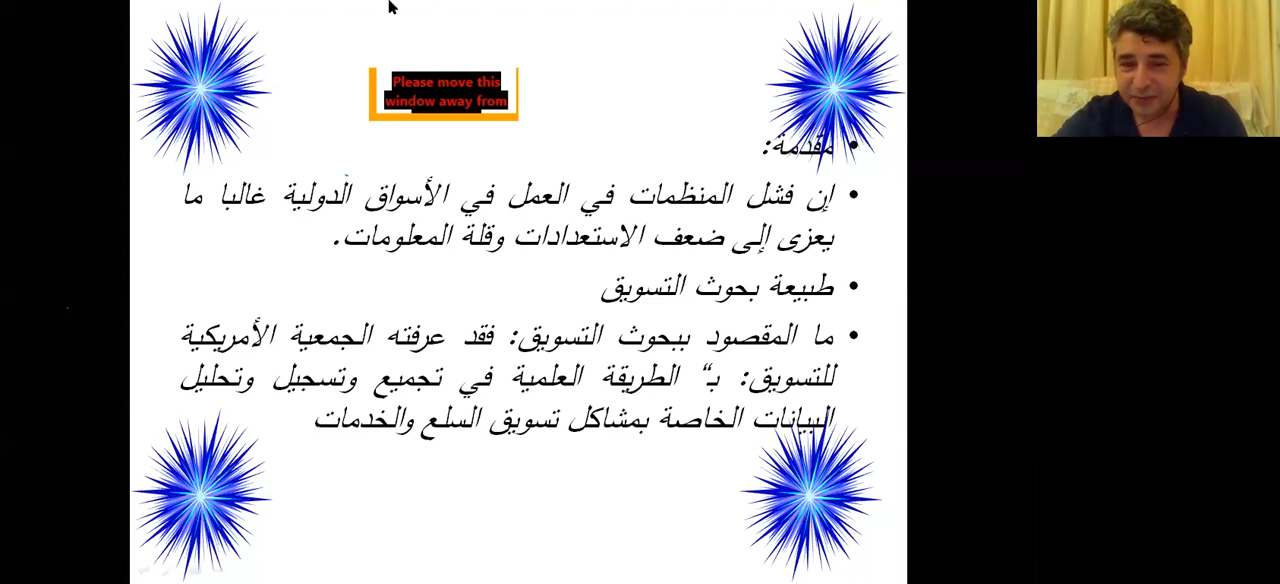 Please move this
window away from
مقدمة:
إن فشل المنظمات في العمل في الأسواق الدولية غالبا ما
يعزى إلى ضعف الاستعدادات وقلة المعلومات.
طبيعة بحوث التسويق
ما المقصود ببحوث التسويق: فقد عرفته الجمعية الأمريكية
للتسويق: بـ“ الطريقة العلمية في تجميع وتسجيل وتحليل
البيانات الخاصة بمشاكل تسويق السلع والخدمات